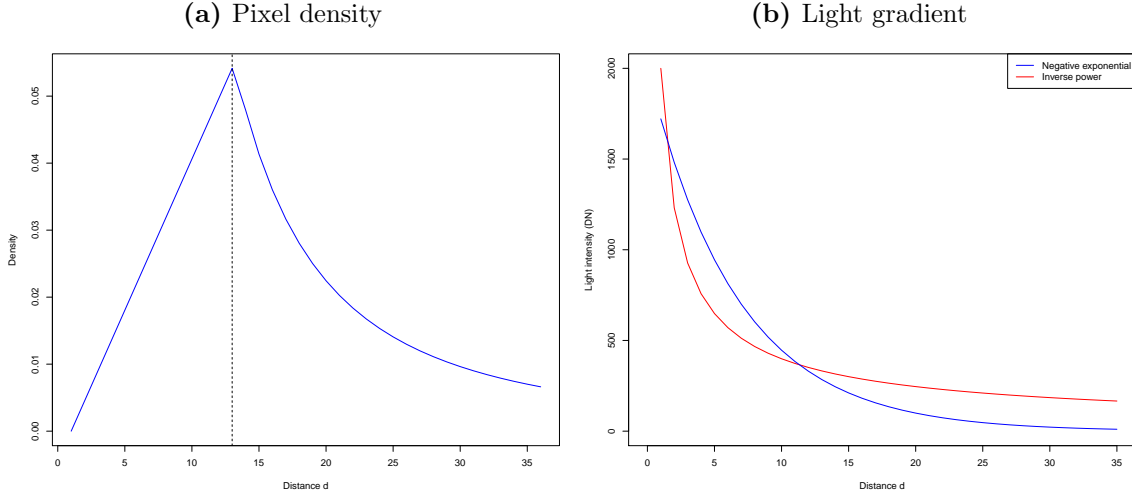 (a) Pixel density
0.00
0.01
0.02
0.03
0.04
0.05
Density
0 5 10 15 20 25 30 35
Distance d
(b) Light gradient
Negative exponential
Inverse power
0
500
1000
1500
2000
Light intensity (DN)
0 5 10 15 20 25 30 35
Distance d